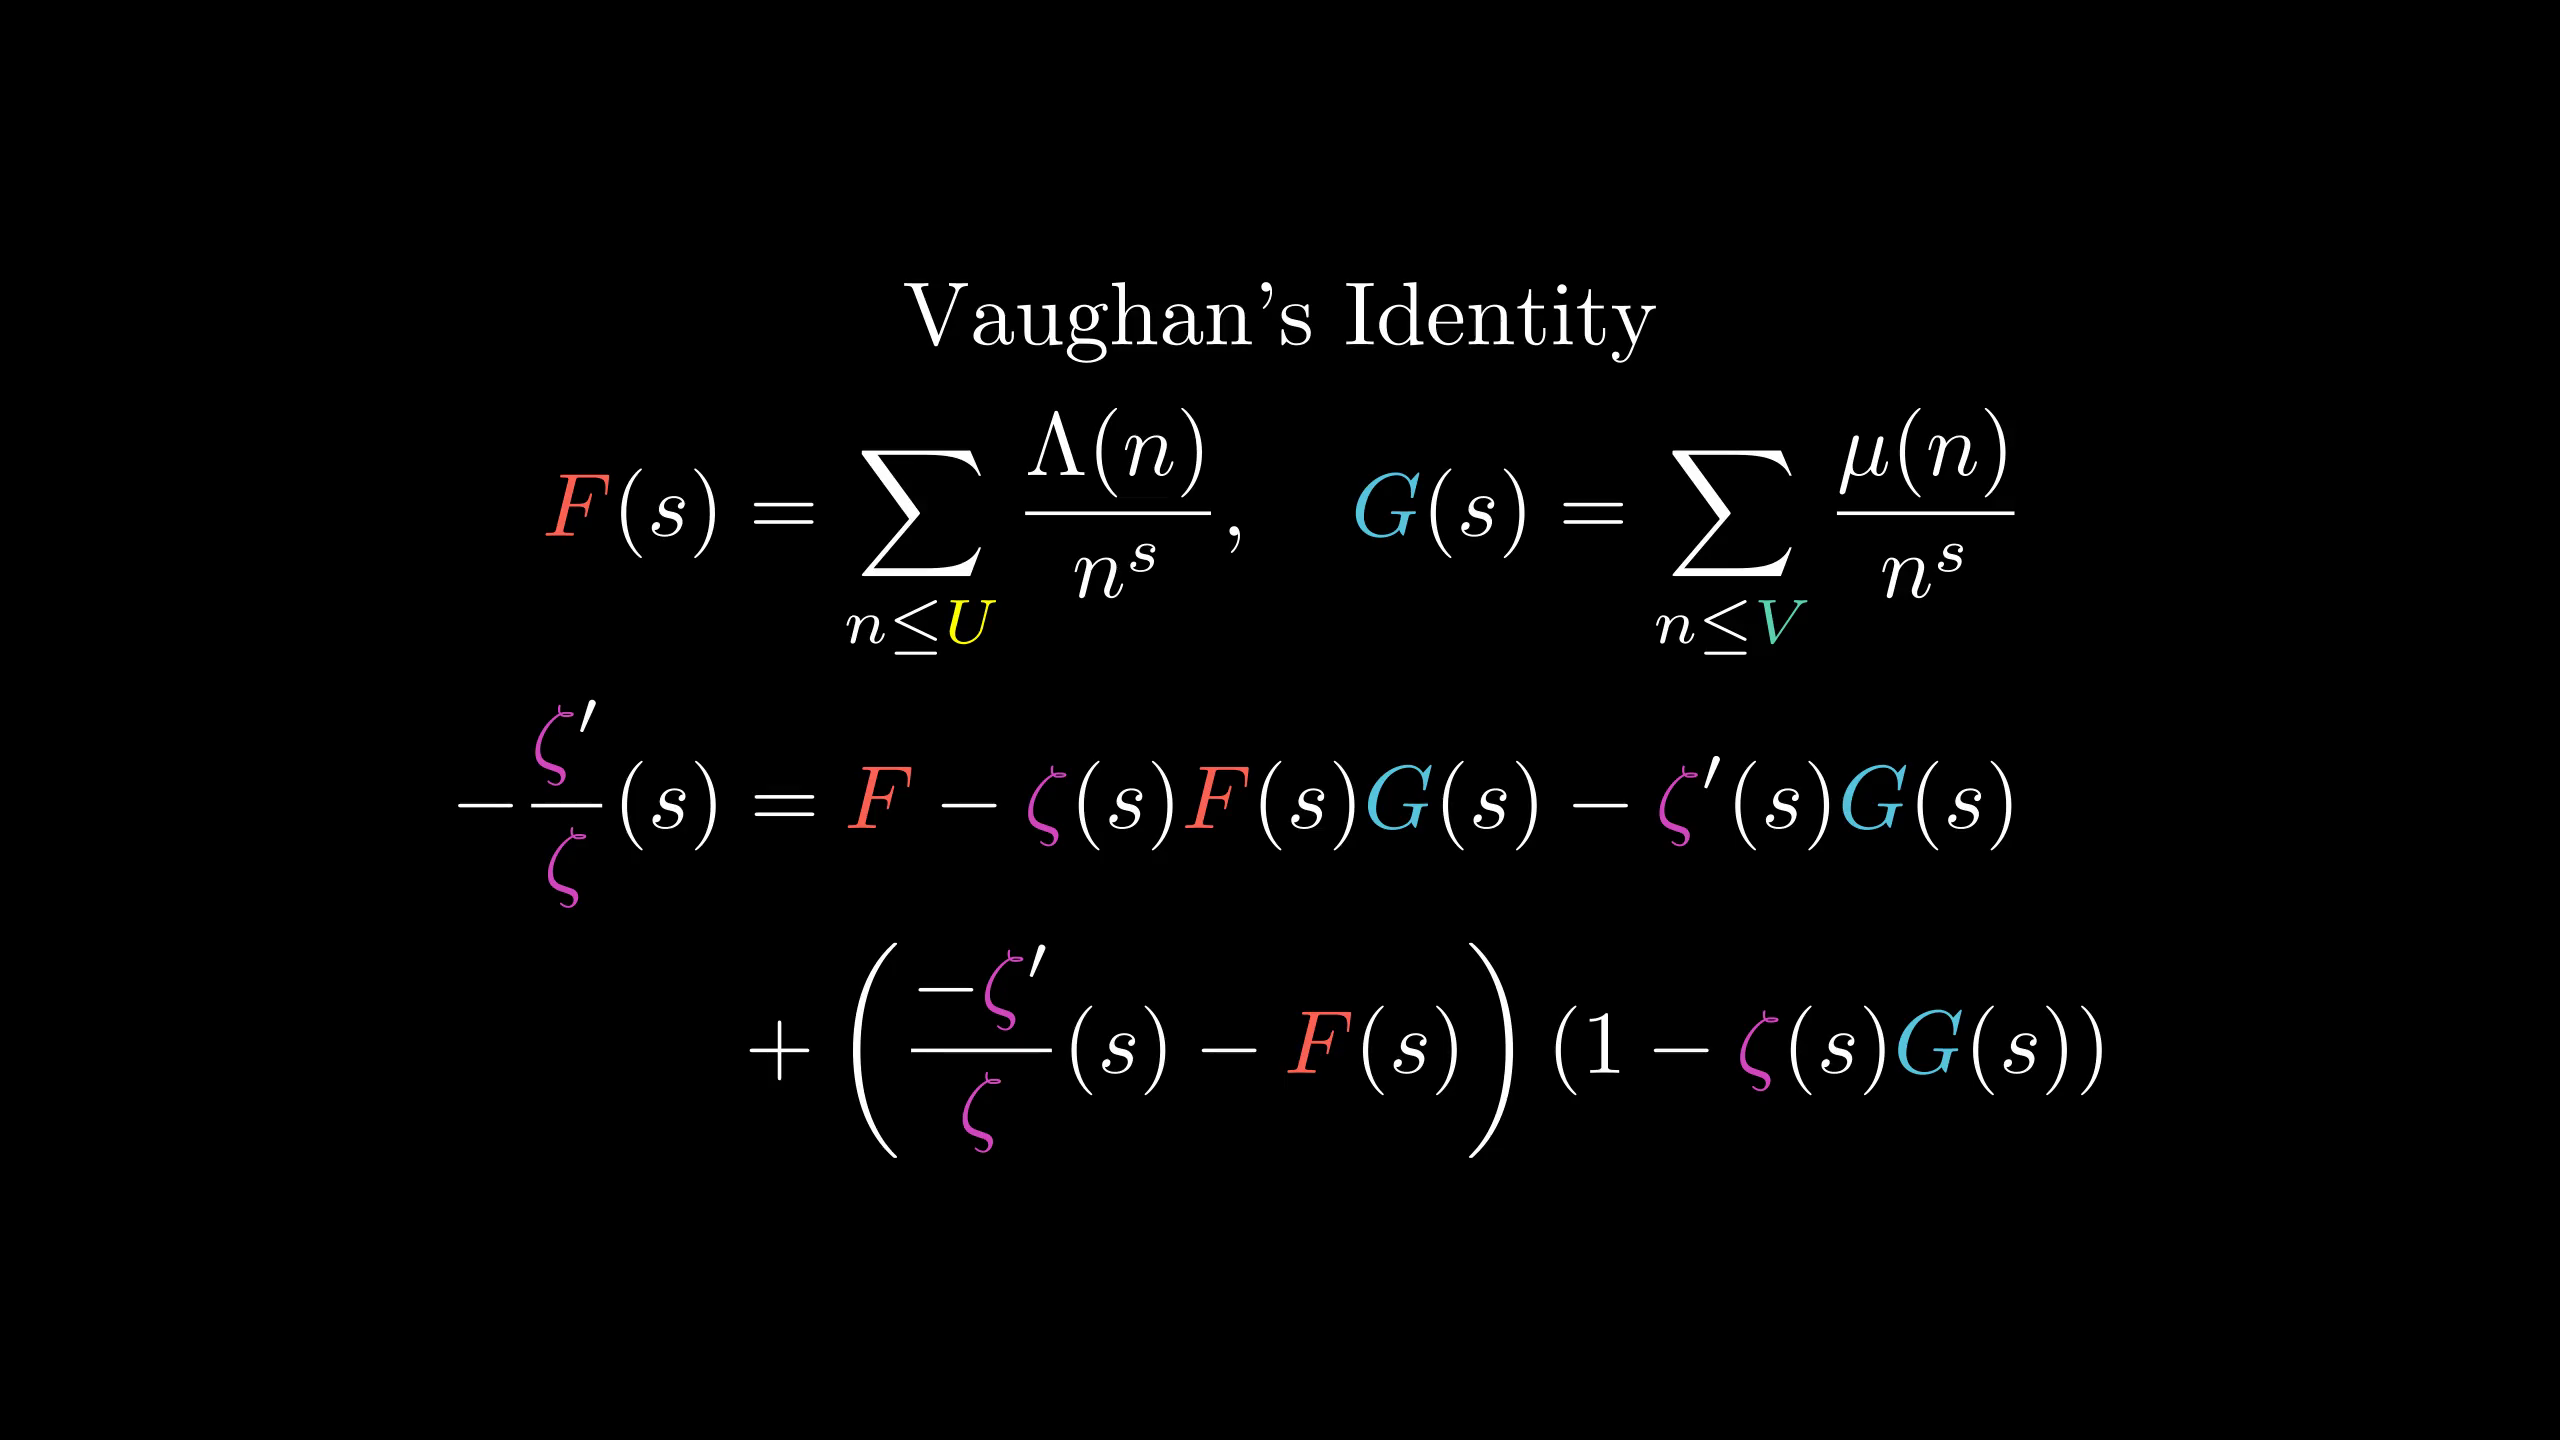 Vaughan's Identity
$F(s) = \sum_{n \leq U} \frac{\Lambda(n)}{n^s}, \quad G(s) = \sum_{n \leq V} \frac{\mu(n)}{n^s}$
$-\frac{\zeta'}{\zeta}(s) = F - \zeta(s)F(s)G(s) - \zeta'(s)G(s)$
$+ \left( \frac{-\zeta'}{\zeta}(s) - F(s) \right) (1 - \zeta(s)G(s))$